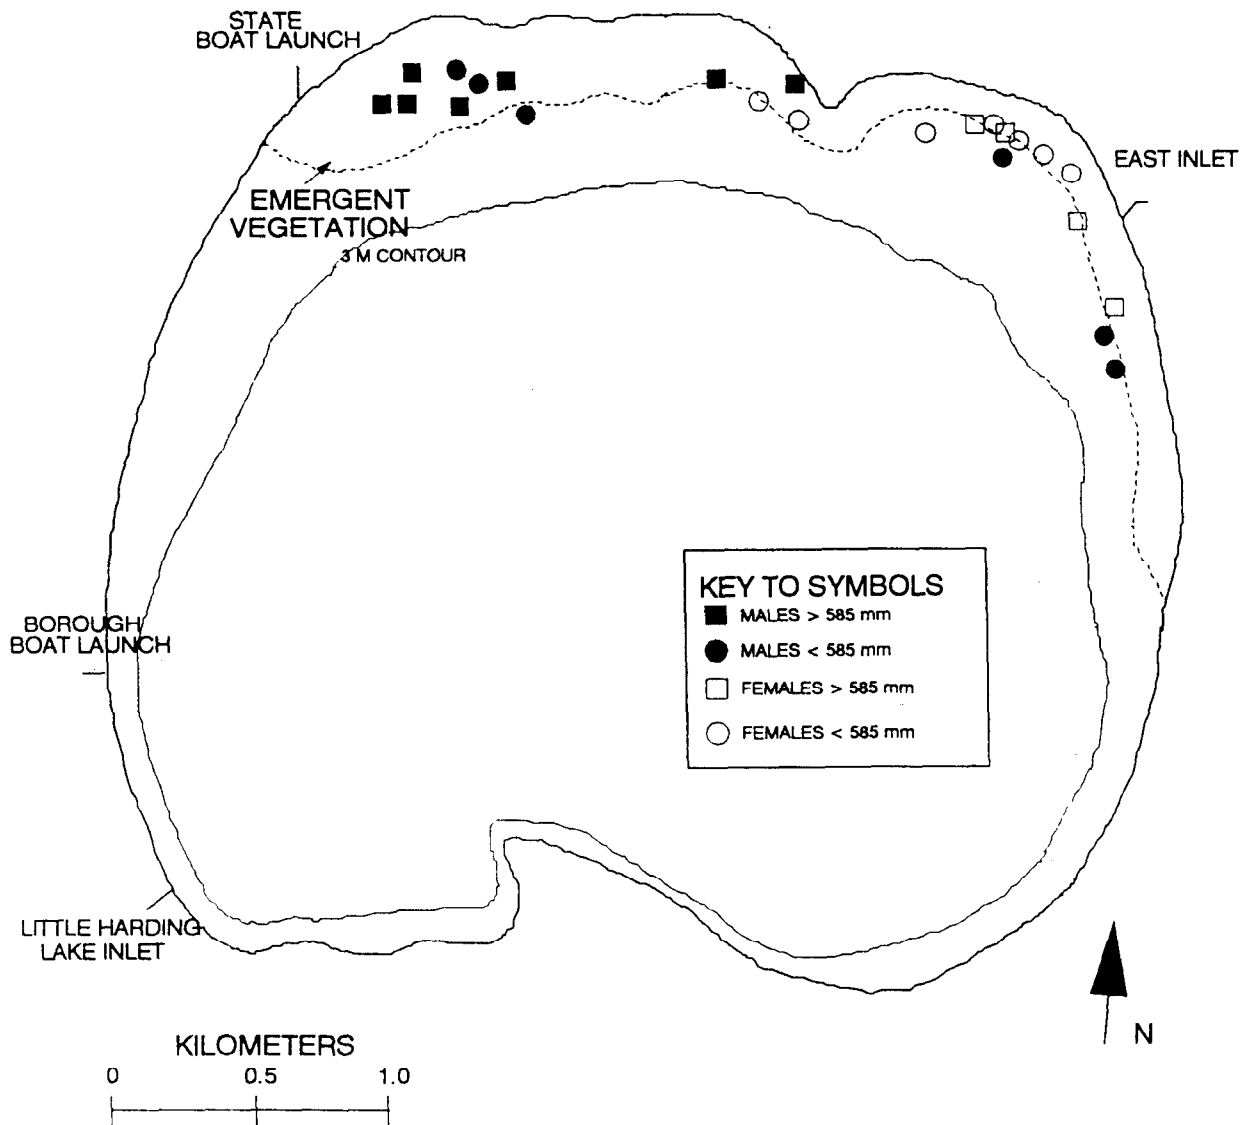 STATE
BOAT LAUNCH
EAST INLET
EMERGENT
VEGETATION
3 M CONTOUR
KEY TO SYMBOLS
MALES > 585 mm
MALES < 585 mm
FEMALES > 585 mm
FEMALES < 585 mm
BOROUGH
BOAT LAUNCH
LITTLE HARDING
LAKE INLET
N
KILOMETERS
0 0.5 1.0